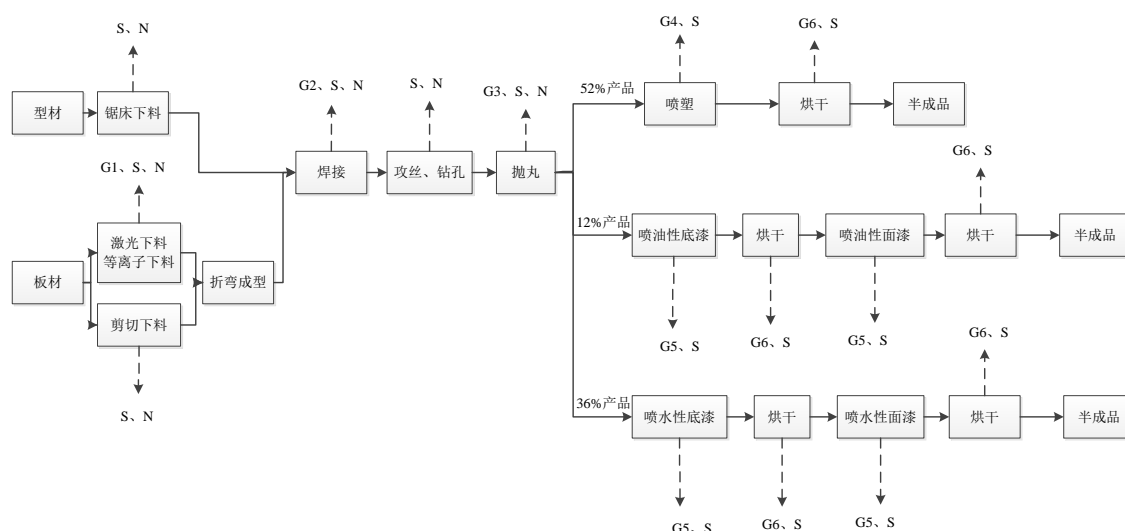 S、N
型材
锯床下料
G1、S、N
板材
激光下料
等离子下料
剪切下料
S、N
折弯成型
G2、S、N
焊接
S、N
攻丝、钻孔
G3、S、N
抛丸
52%产品
G4、S
喷塑
G6、S
烘干
半成品
12%产品
喷油性底漆
G5、S
烘干
G6、S
喷油性面漆
G5、S
G6、S
烘干
半成品
36%产品
喷水性底漆
G5、S
烘干
G6、S
喷水性面漆
G5、S
G6、S
烘干
半成品